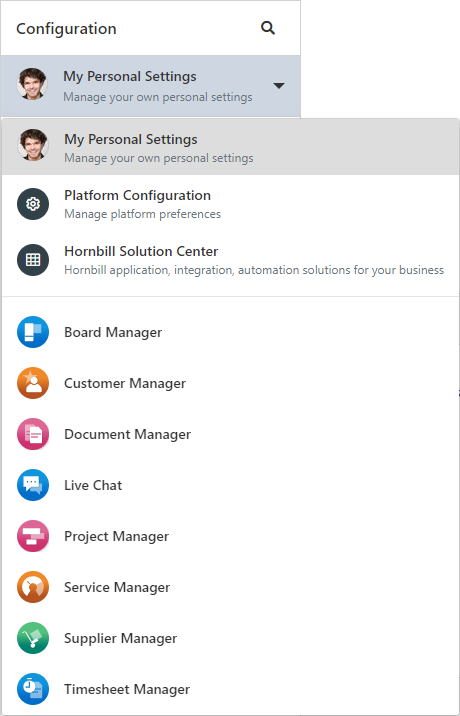 Configuration
My Personal Settings
Manage your own personal settings
My Personal Settings
Manage your own personal settings
Platform Configuration
Manage platform preferences
Hornbill Solution Center
Hornbill application, integration, automation solutions for your business
Board Manager
Customer Manager
Document Manager
Live Chat
Project Manager
Service Manager
Supplier Manager
Timesheet Manager